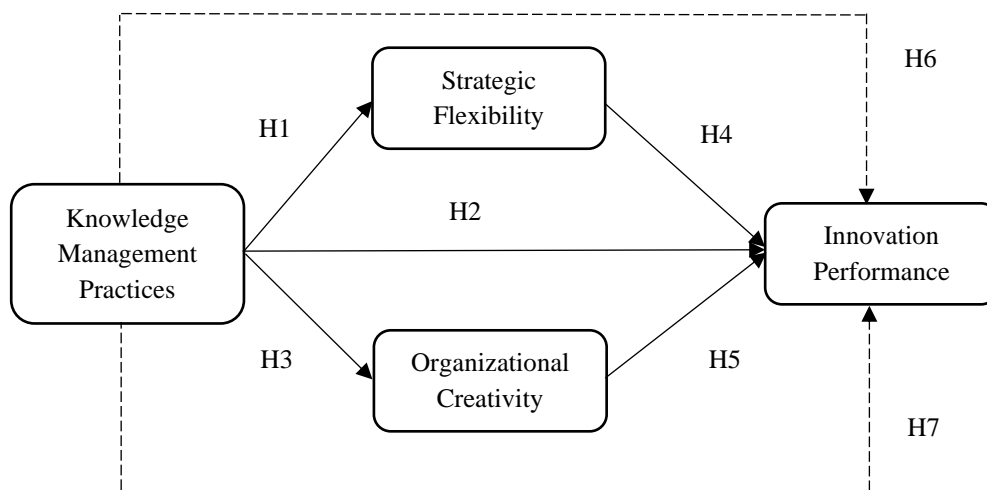 H6
Strategic
Flexibility
H1
H4
Knowledge
Management
Practices
H2
Innovation
Performance
H3
Organizational
Creativity
H5
H7